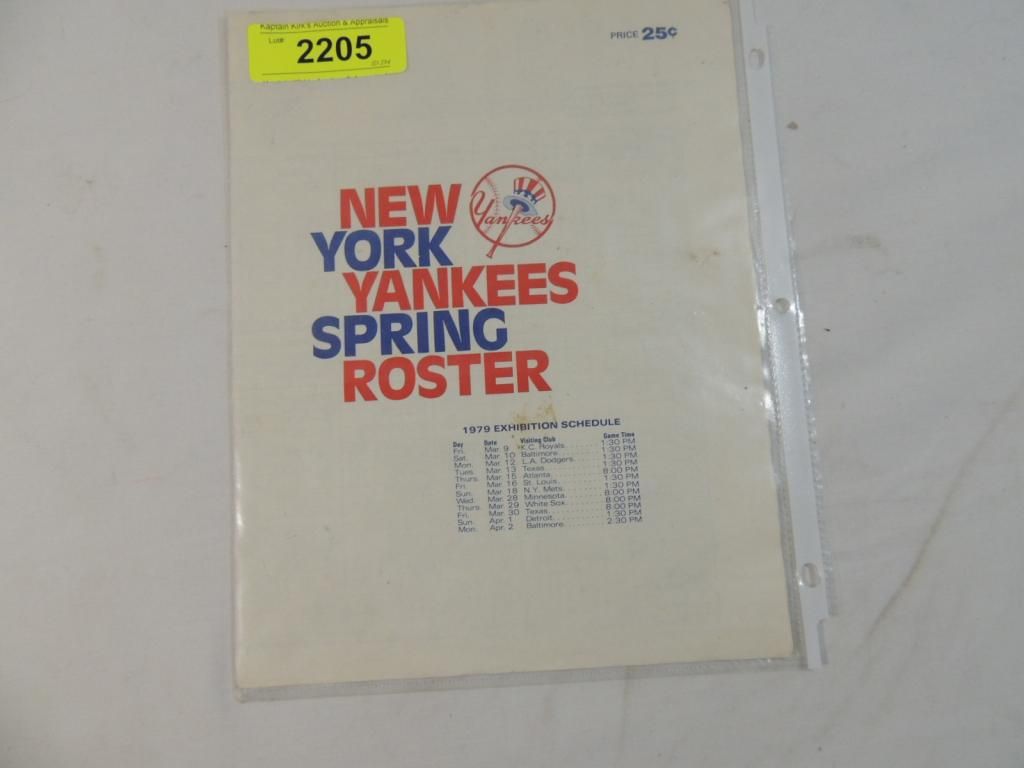 Kaptain Kirk's Auction & Appraisals
Lot#
2205
PRICE 25¢
NEW
Yankees
YORK
YANKEES
SPRING
ROSTER
1979 EXHIBITION SCHEDULE
Day Date Visiting Club Game Time
Fri. Mar. 9 K.C. Royals 1:30 PM
Sat. Mar. 10 Baltimore 1:30 PM
Mon. Mar. 12 L.A. Dodgers 1:30 PM
Tues. Mar. 13 Texas 1:30 PM
Thurs. Mar. 15 Atlanta 8:00 PM
Fri. Mar. 16 St. Louis 1:30 PM
Sun. Mar. 18 N.Y. Mets 1:30 PM
Wed. Mar. 28 Minnesota 8:00 PM
Thurs. Mar. 29 White Sox 8:00 PM
Fri. Mar. 30 Texas 8:00 PM
Sun. Apr. 1 Detroit 1:30 PM
Mon. Apr. 2 Baltimore 2:30 PM